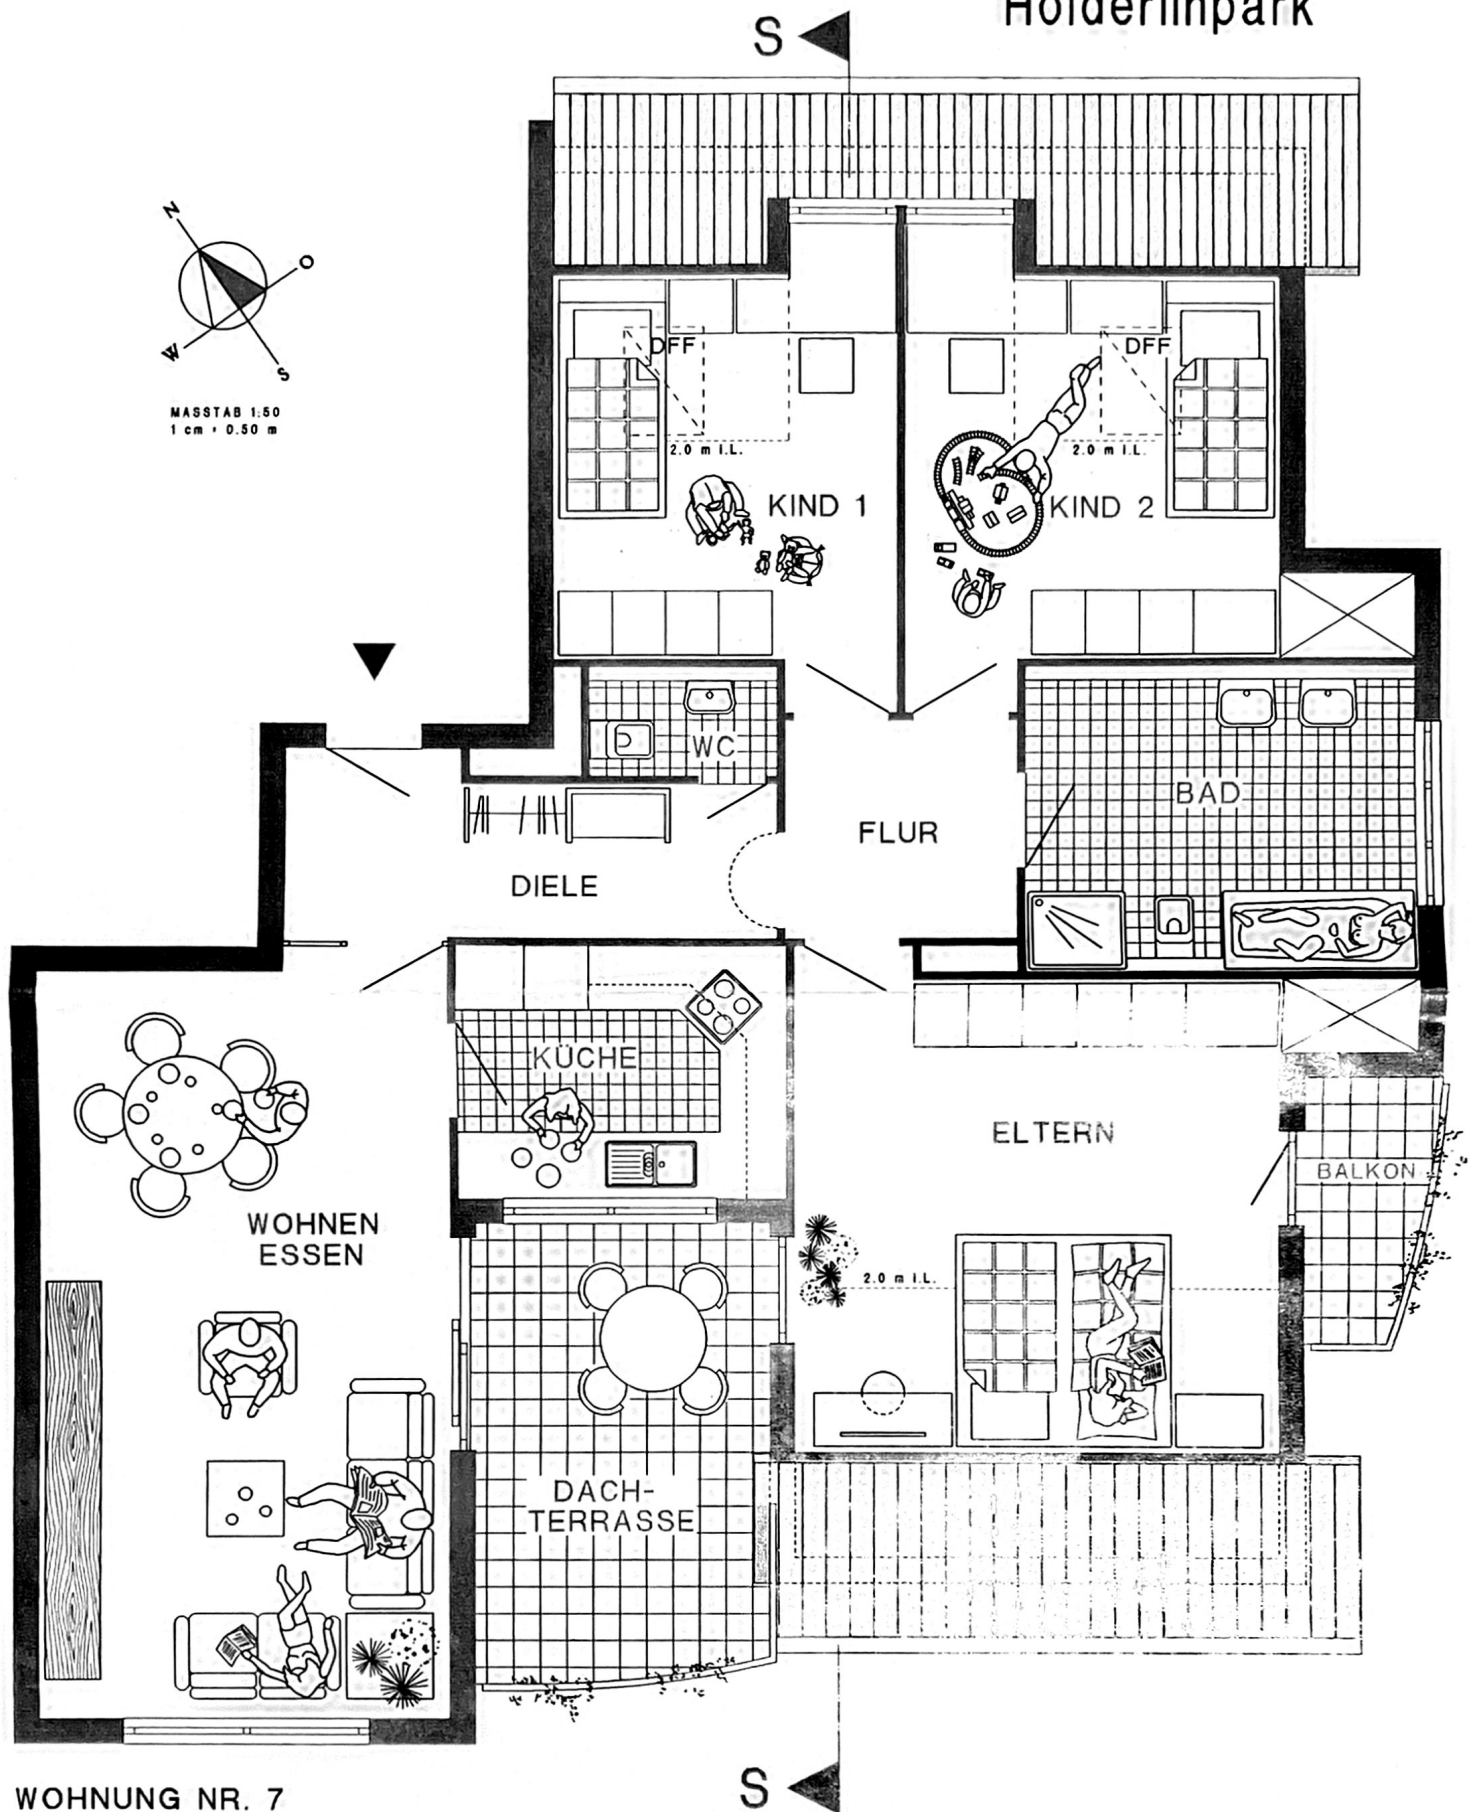 Hölderlinpark
S
N
O
W
S
MASSTAB 1:50
1 cm = 0.50 m
DFF
DFF
2.0 m I.L.
2.0 m I.L.
KIND 1
KIND 2
WC
BAD
FLUR
DIELE
KÜCHE
ELTERN
BALKON
WOHNEN
ESSEN
2.0 m I.L.
DACH-
TERRASSE
S
WOHNUNG NR. 7